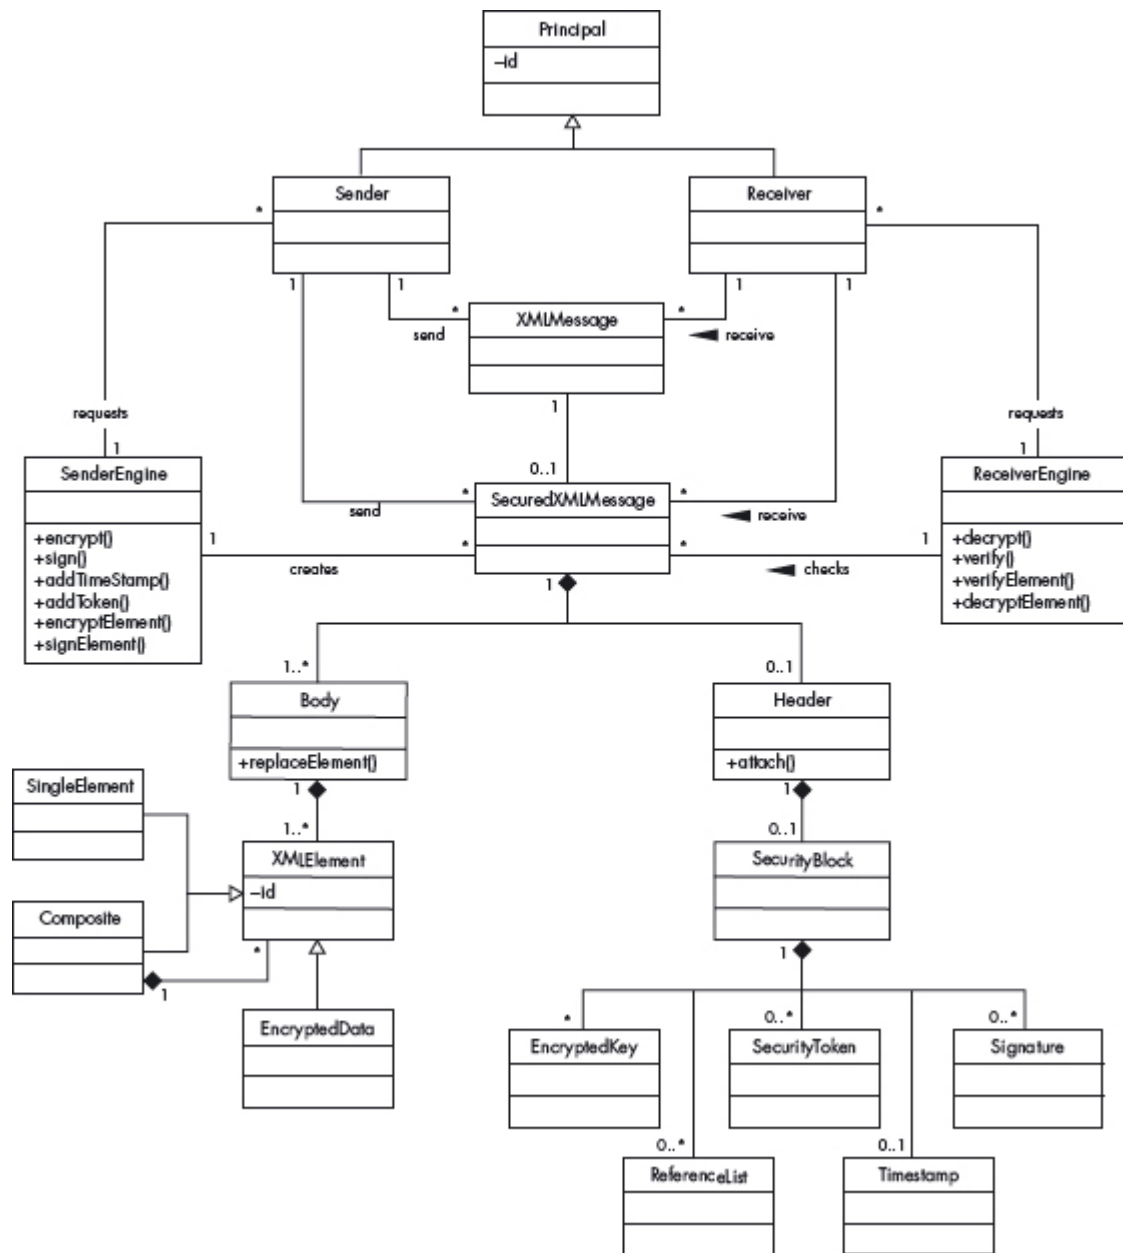 Principal
–id
Sender
Receiver
*
*
1
1
1
1
*
XMLMessage
*
send
receive
1
requests
requests
1
0..1
1
SenderEngine
*
SecuredXMLMessage
*
ReceiverEngine
send
receive
+encrypt()
+sign()
+addTimeStamp()
+addToken()
+encryptElement()
+signElement()
1
*
*
1
creates
checks
+decrypt()
+verify()
+verifyElement()
+decryptElement()
1
1..*
0..1
Body
Header
+replaceElement()
+attach()
1
1
SingleElement
1..*
0..1
XMLElement
–id
SecurityBlock
Composite
*
1
1
EncryptedData
*
0..*
0..*
EncryptedKey
SecurityToken
Signature
0..*
0..1
ReferenceList
Timestamp